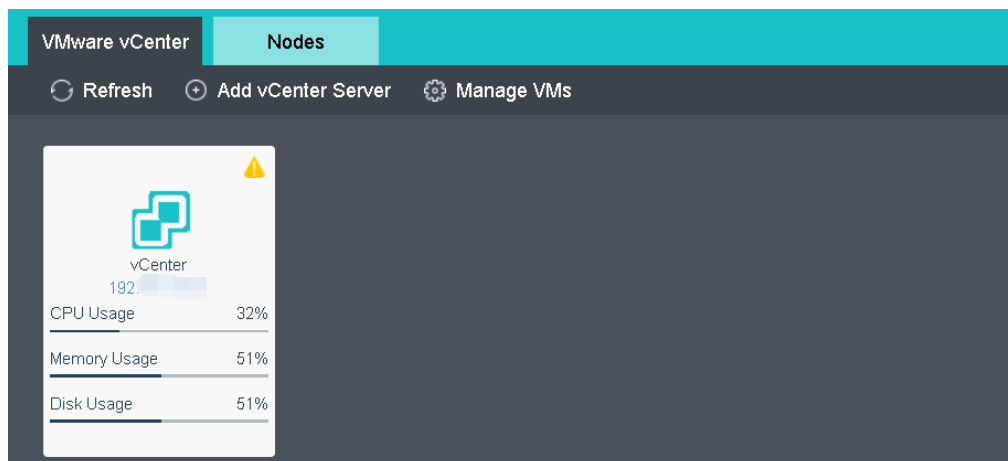 VMware vCenter Nodes
Refresh Add vCenter Server Manage VMs
vCenter
192.
CPU Usage 32%
Memory Usage 51%
Disk Usage 51%